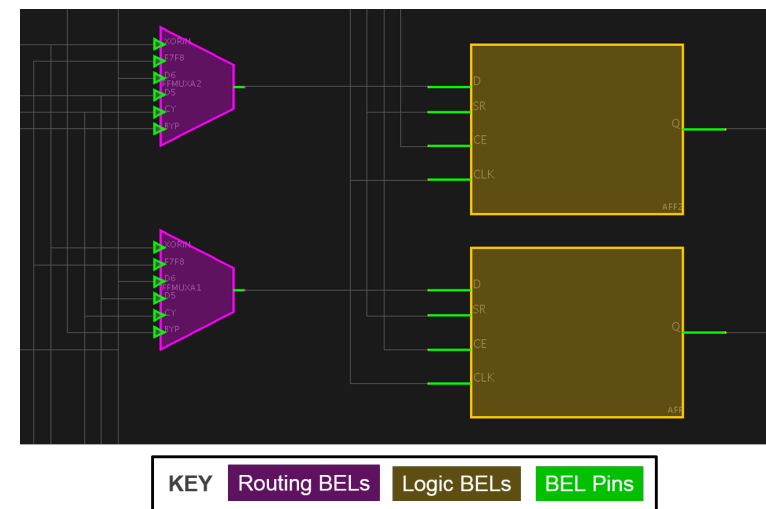 XORIN
F7F8
D6
FFMUXA2
D5
CY
BYP
D
SR
CE
CLK
Q
AFF2
XORIN
F7F8
D6
FFMUXA1
D5
CY
BYP
D
SR
CE
CLK
Q
AFF
KEY Routing BELs Logic BELs BEL Pins